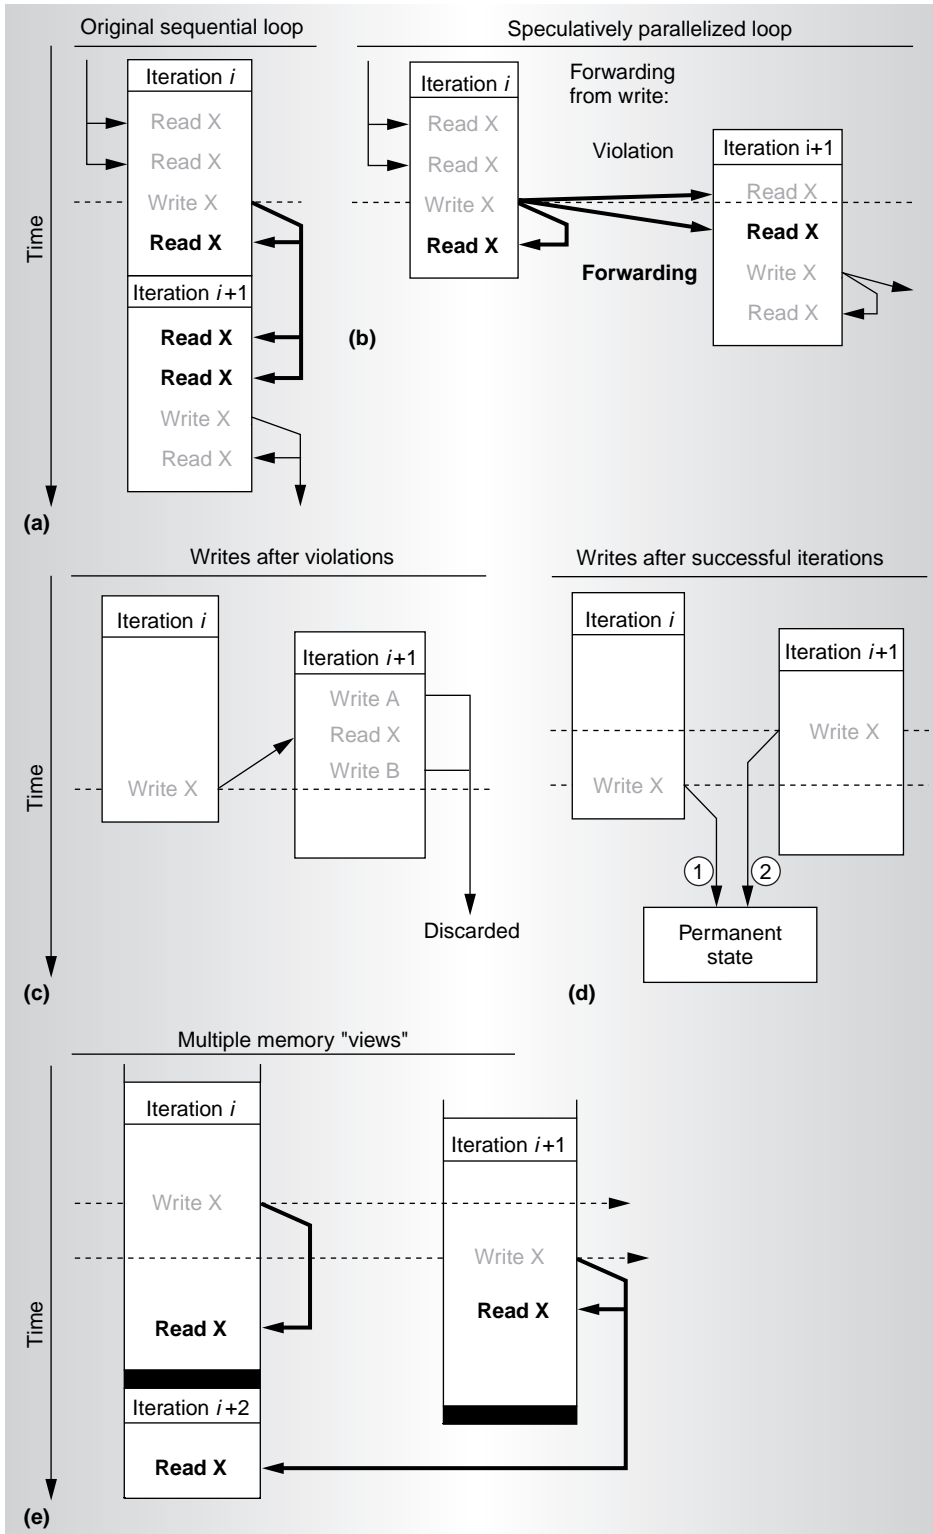 Original sequential loop
Time
Iteration i
Read X
Read X
Write X
Read X
Iteration i+1
Read X
Read X
Write X
Read X
(a)
Speculatively parallelized loop
Iteration i
Read X
Read X
Write X
Read X
Forwarding
from write:
Violation
Forwarding
Iteration i+1
Read X
Read X
Write X
Read X
(b)
Writes after violations
Time
Iteration i
Write X
Iteration i+1
Write A
Read X
Write B
Discarded
(c)
Writes after successful iterations
Iteration i
Write X
Iteration i+1
Write X
1
2
Permanent
state
(d)
Multiple memory "views"
Time
Iteration i
Write X
Read X
Iteration i+2
Read X
Iteration i+1
Write X
Read X
(e)